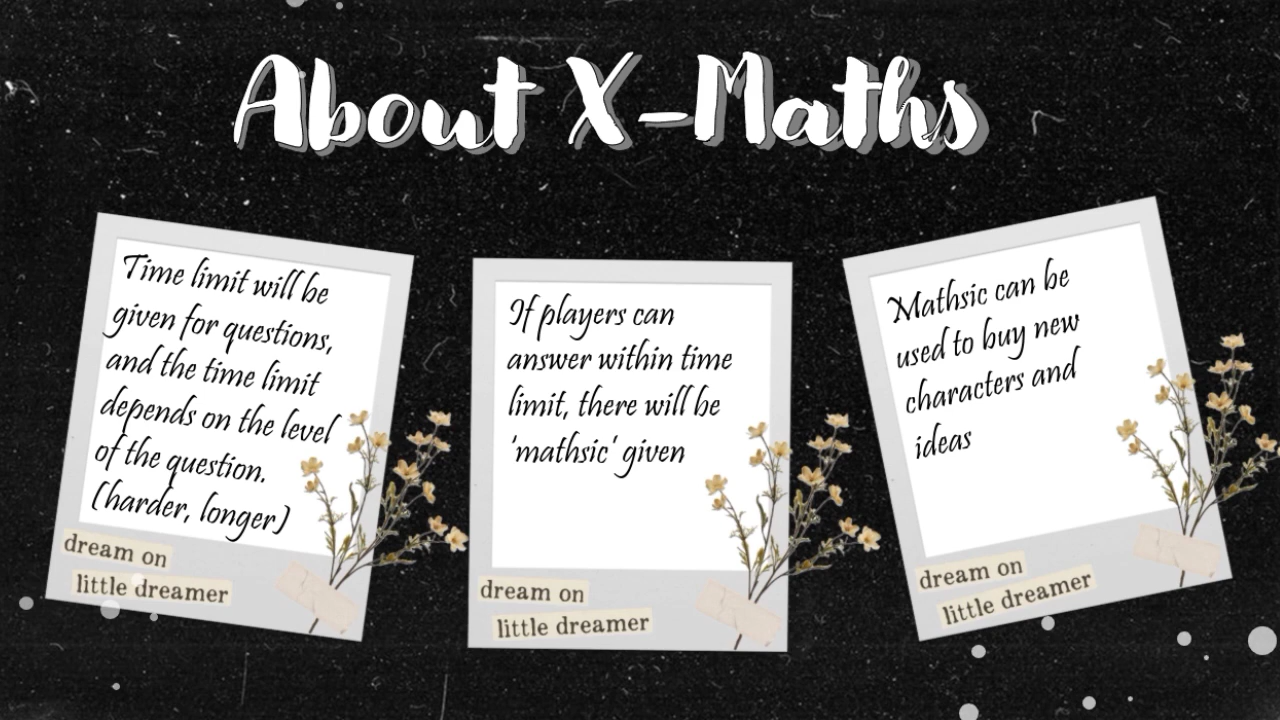 About X-Maths
Time limit will be
given for questions,
and the time limit
depends on the level
of the question.
(harder, longer)
dream on
little dreamer
If players can
answer within time
limit, there will be
'mathsic' given
dream on
little dreamer
Mathsic can be
used to buy new
characters and
ideas
dream on
little dreamer